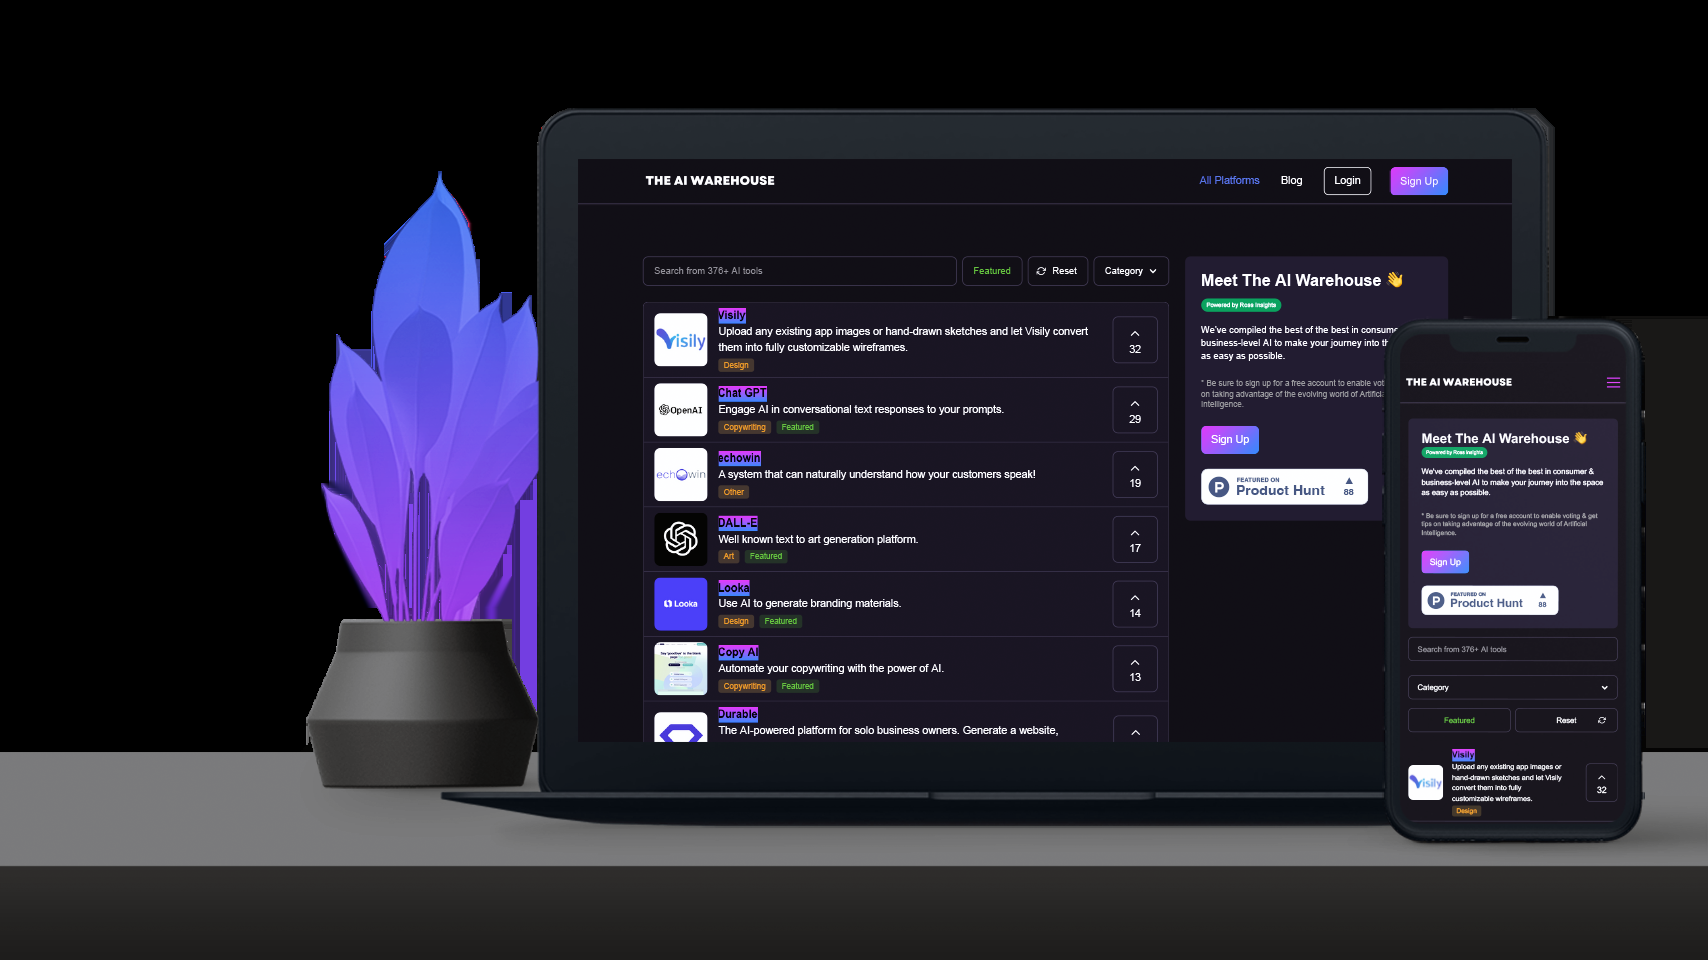 THE AI WAREHOUSE
All Platforms
Blog
Login
Sign Up
Search from 376+ AI tools
Featured
Reset
Category
Visily
Visily
Upload any existing app images or hand-drawn sketches and let Visily convert
them into fully customizable wireframes.
Design
32
OpenAI
Chat GPT
Engage AI in conversational text responses to your prompts.
Copywriting
Featured
29
echowin
echowin
A system that can naturally understand how your customers speak!
Other
19
DALL-E
Well known text to art generation platform.
Art
Featured
17
Looka
Looka
Use AI to generate branding materials.
Design
Featured
14
Copy AI
Automate your copywriting with the power of AI.
Copywriting
Featured
13
Durable
The AI-powered platform for solo business owners. Generate a website,
Meet The AI Warehouse 👋
Powered by Ross Insights
We've compiled the best of the best in consume
business-level AI to make your journey into th
as easy as possible.
* Be sure to sign up for a free account to enable vot
on taking advantage of the evolving world of Artific
Intelligence.
Sign Up
P
FEATURED ON
Product Hunt
88
THE AI WAREHOUSE
Meet The AI Warehouse 👋
Powered by Ross Insights
We've compiled the best of the best in consumer &
business-level AI to make your journey into the space
as easy as possible.
* Be sure to sign up for a free account to enable voting & get
tips on taking advantage of the evolving world of Artificial
Intelligence.
Sign Up
P
FEATURED ON
Product Hunt
88
Search from 376+ AI tools
Category
Featured
Reset
Visily
Visily
Upload any existing app images or
hand-drawn sketches and let Visily
convert them into fully
customizable wireframes.
Design
32